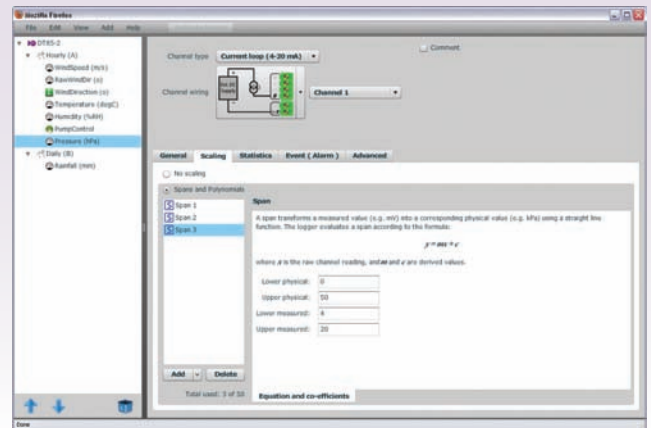 Mozilla Firefox
File Edit View Add Help
DT85-2
Hourly (A)
WindSpeed (m/s)
RawWindDir (o)
WindDirection (o)
Temperature (degC)
Humidity (%RH)
PumpControl
Pressure (hPa)
Daily (B)
Rainfall (mm)
Channel type Current loop (4-20 mA)
Comment
Channel wiring
Channel 1
General Scaling Statistics Event ( Alarm ) Advanced
No scaling
Spans and Polynomials
Span 1
Span 2
Span 3
Span
A span transforms a measured value (e.g. mV) into a corresponding physical value (e.g. kPa) using a straight line
function. The logger evaluates a span according to the formula:
y = mx + c
where x is the raw channel reading, and m and c are derived values.
Lower physical: 0
Upper physical: 50
Lower measured: 4
Upper measured: 20
Add Delete
Total used: 3 of 50
Equation and co-efficients
Done